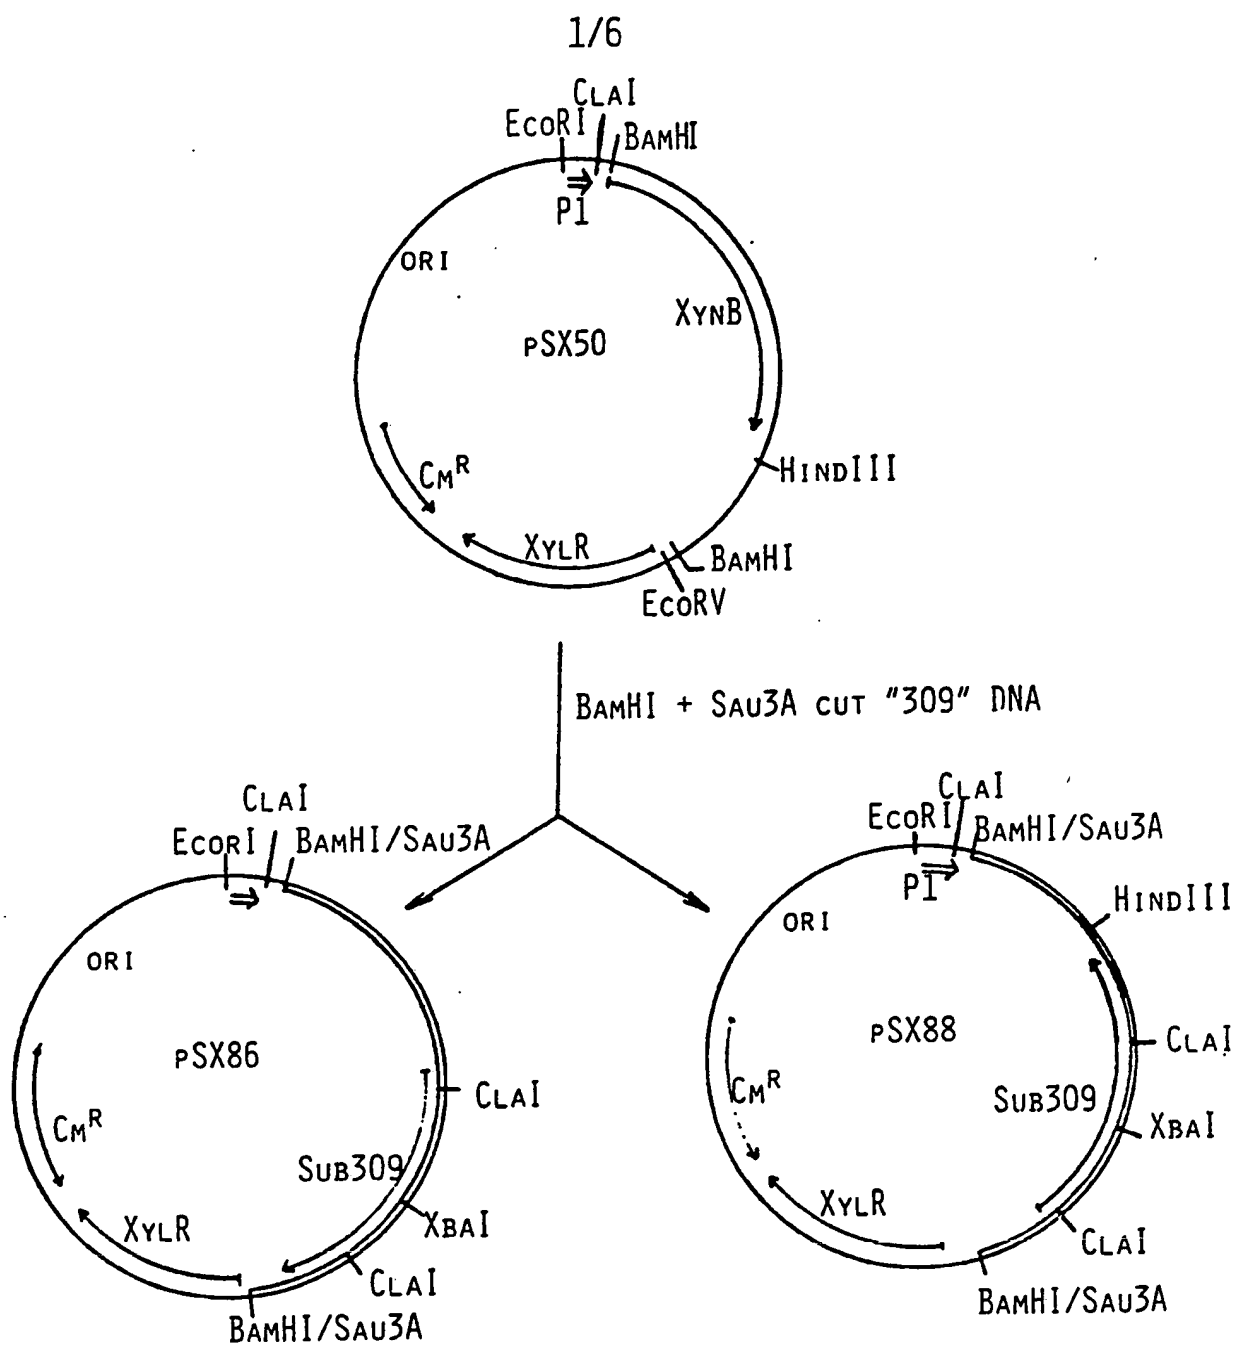 1/6
ClaI
EcoRI
BamHI
P1
ORI
XynB
pSX50
CmR
HindIII
XylR
BamHI
EcoRV
BamHI + Sau3A cut "309" DNA
ClaI
EcoRI
BamHI/Sau3A
ORI
pSX86
CmR
ClaI
Sub309
XylR
XbaI
ClaI
BamHI/Sau3A
ClaI
EcoRI
BamHI/Sau3A
P1
HindIII
ORI
pSX88
ClaI
CmR
Sub309
XbaI
XylR
ClaI
BamHI/Sau3A